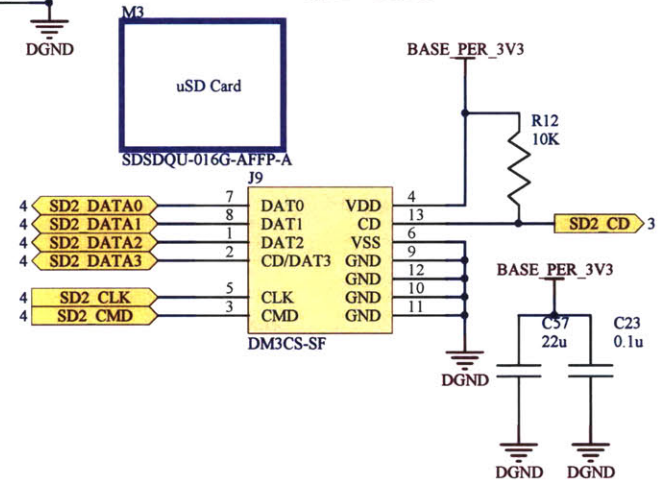 M3
DGND
uSD Card
SDSDQU-016G-AFFP-A
BASE_PER_3V3
R12
10K
J9
4 SD2_DATA0 7 DAT0 VDD 4
4 SD2_DATA1 8 DAT1 CD 13 SD2_CD 3
4 SD2_DATA2 1 DAT2 VSS 6
4 SD2_DATA3 2 CD/DAT3 GND 9
GND 12
4 SD2_CLK 5 CLK GND 10
4 SD2_CMD 3 CMD GND 11
DM3CS-SF
DGND
BASE_PER_3V3
C57
22u
C23
0.1u
DGND
DGND